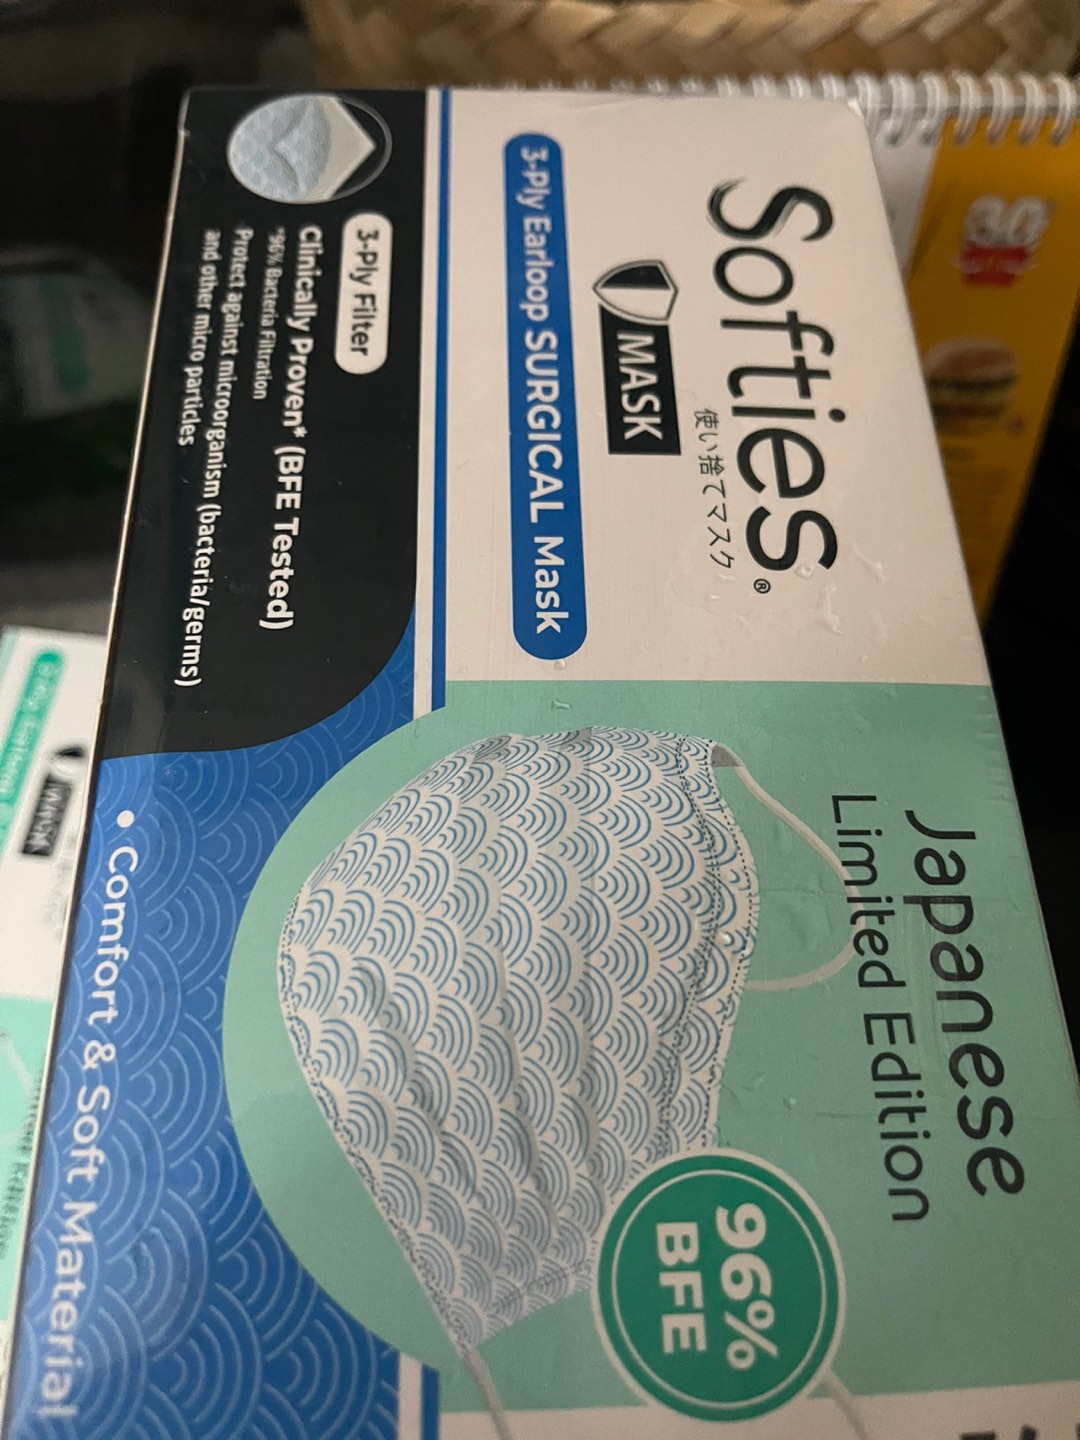 Softies®
使い捨てマスク
MASK
3-Ply Earloop SURGICAL Mask
3-Ply Filter
Clinically Proven* (BFE Tested)
*96% Bacteria Filtration
Protect against microorganism (bacteria/germs)
and other micro particles
Japanese
Limited Edition
96%
BFE
• Comfort & Soft Material
30
MASK